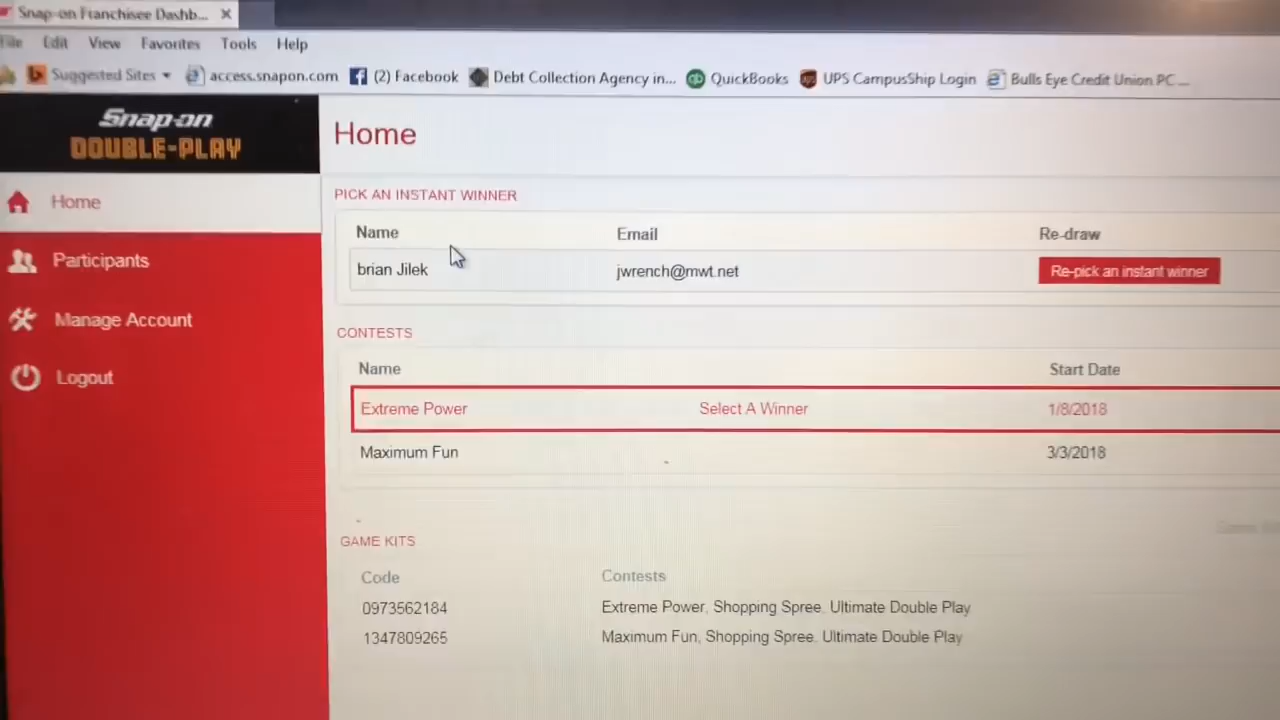 Snap-on Franchisee Dashb...
File Edit View Favorites Tools Help
Suggested Sites access.snapon.com (2) Facebook Debt Collection Agency in... QuickBooks UPS CampusShip Login Bulls Eye Credit Union PC ...
Snap-on
DOUBLE-PLAY
Home
Home
Participants
Manage Account
Logout
PICK AN INSTANT WINNER
Name Email Re-draw
brian Jilek jwrench@mwt.net Re-pick an instant winner
CONTESTS
Name Start Date
Extreme Power Select A Winner 1/8/2018
Maximum Fun 3/3/2018
GAME KITS
Code Contests
0973562184 Extreme Power, Shopping Spree, Ultimate Double Play
1347809265 Maximum Fun, Shopping Spree, Ultimate Double Play